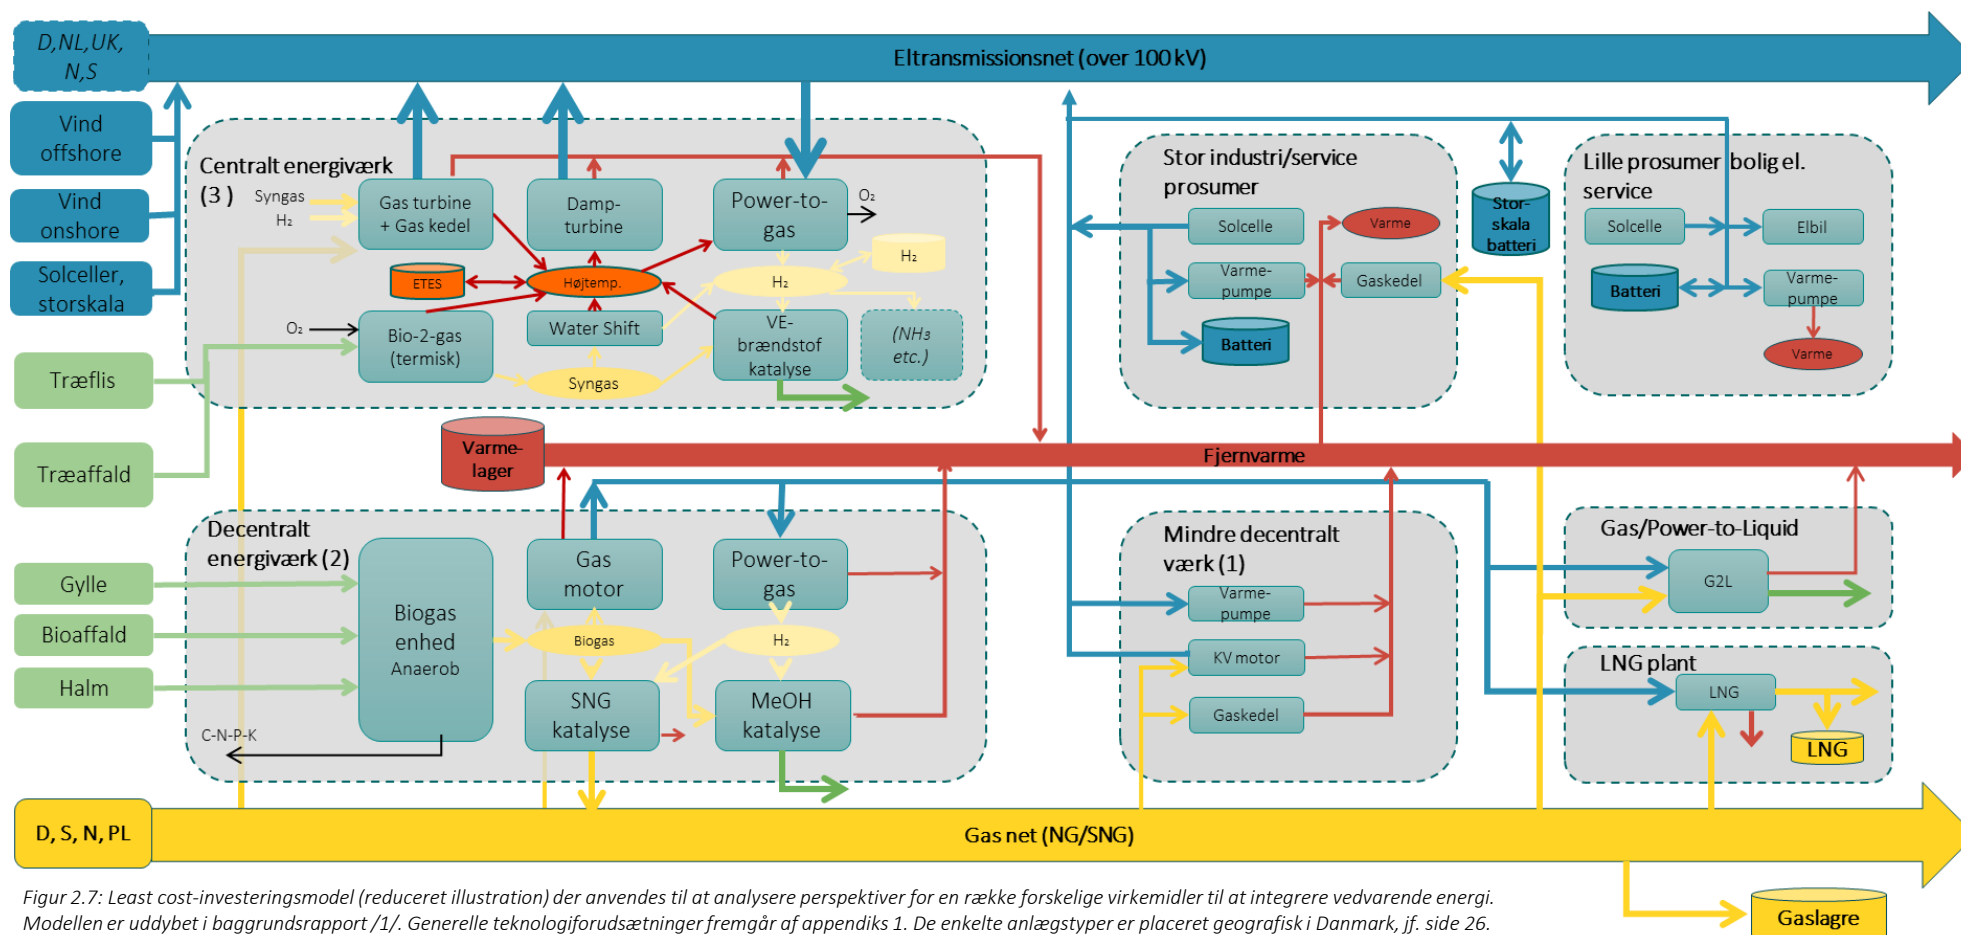 D,NL,UK,
N,S
Eltransmissionsnet (over 100 kV)
Vind
offshore
Vind
onshore
Solceller,
storskala
Træflis
Træaffald
Gylle
Bioaffald
Halm
Centralt energiværk
(3 )
Syngas
H₂
Gas turbine
+ Gas kedel
Damp-
turbine
Power-to-
gas
O₂
ETES
Højtemp.
H₂
H₂
O₂
Bio-2-gas
(termisk)
Water Shift
VE-
brændstof
katalyse
(NH₃
etc.)
Syngas
Stor industri/service
prosumer
Solcelle
Varme
Varme-
pumpe
Gaskedel
Batteri
Stor-
skala
batteri
Lille prosumer bolig el.
service
Solcelle
Elbil
Batteri
Varme-
pumpe
Varme
Varme-
lager
Fjernvarme
Decentralt
energiværk (2)
Biogas
enhed
Anaerob
Gas
motor
Power-to-
gas
Biogas
H₂
SNG
katalyse
MeOH
katalyse
C-N-P-K
Mindre decentralt
værk (1)
Varme-
pumpe
KV motor
Gaskedel
Gas/Power-to-Liquid
G2L
LNG plant
LNG
LNG
D, S, N, PL
Gas net (NG/SNG)
Gaslagre
Figur 2.7: Least cost-investeringsmodel (reduceret illustration) der anvendes til at analysere perspektiver for en række forskelige virkemidler til at integrere vedvarende energi.
Modellen er uddybet i baggrundsrapport /1/. Generelle teknologiforudsætninger fremgår af appendiks 1. De enkelte anlægstyper er placeret geografisk i Danmark, jf. side 26.